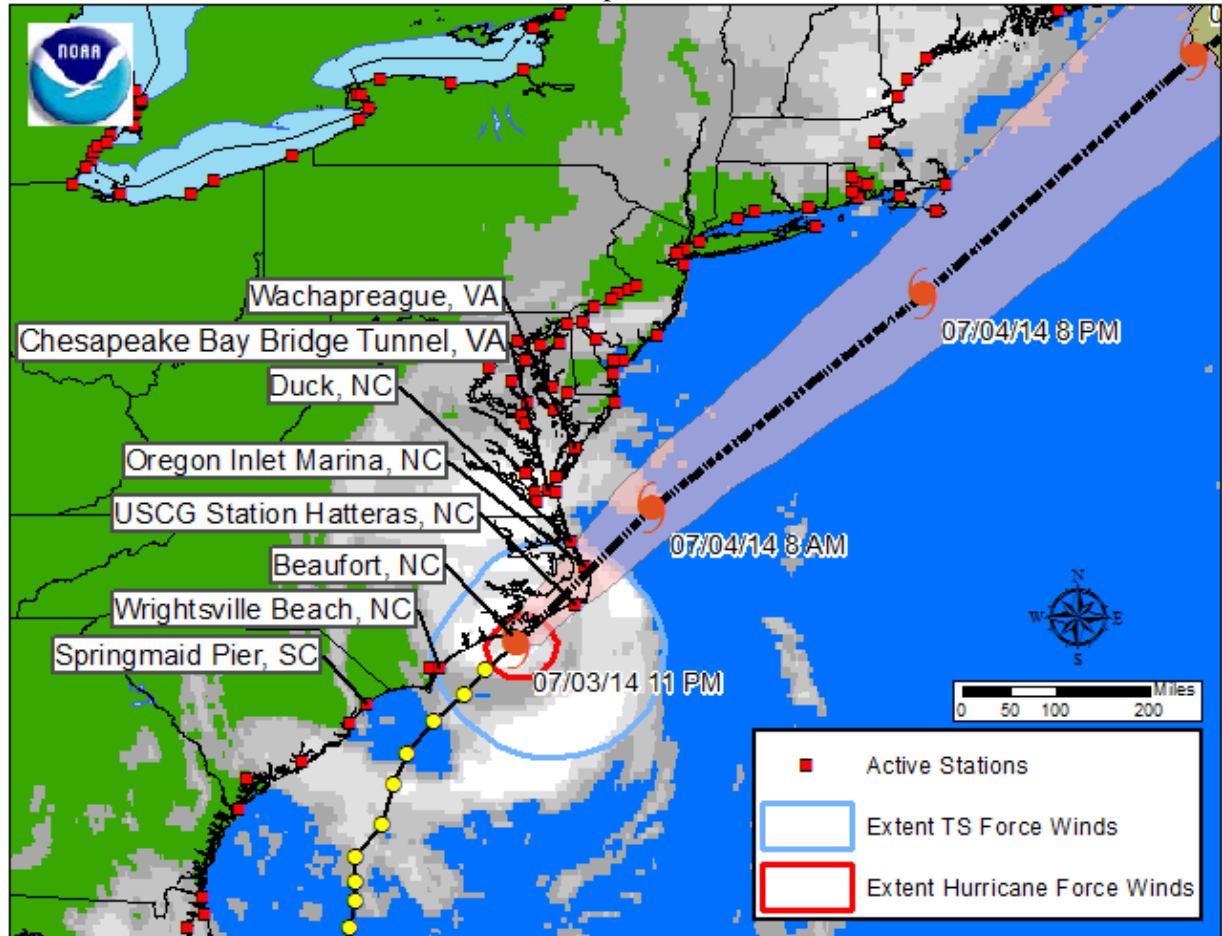 NOAA
Wachapreague, VA
Chesapeake Bay Bridge Tunnel, VA
07/04/14 8 PM
Duck, NC
Oregon Inlet Marina, NC
USCG Station Hatteras, NC
07/04/14 8 AM
Beaufort, NC
Wrightsville Beach, NC
N
W E
S
Springmaid Pier, SC
07/03/14 11 PM
Miles
0 50 100 200
Active Stations
Extent TS Force Winds
Extent Hurricane Force Winds